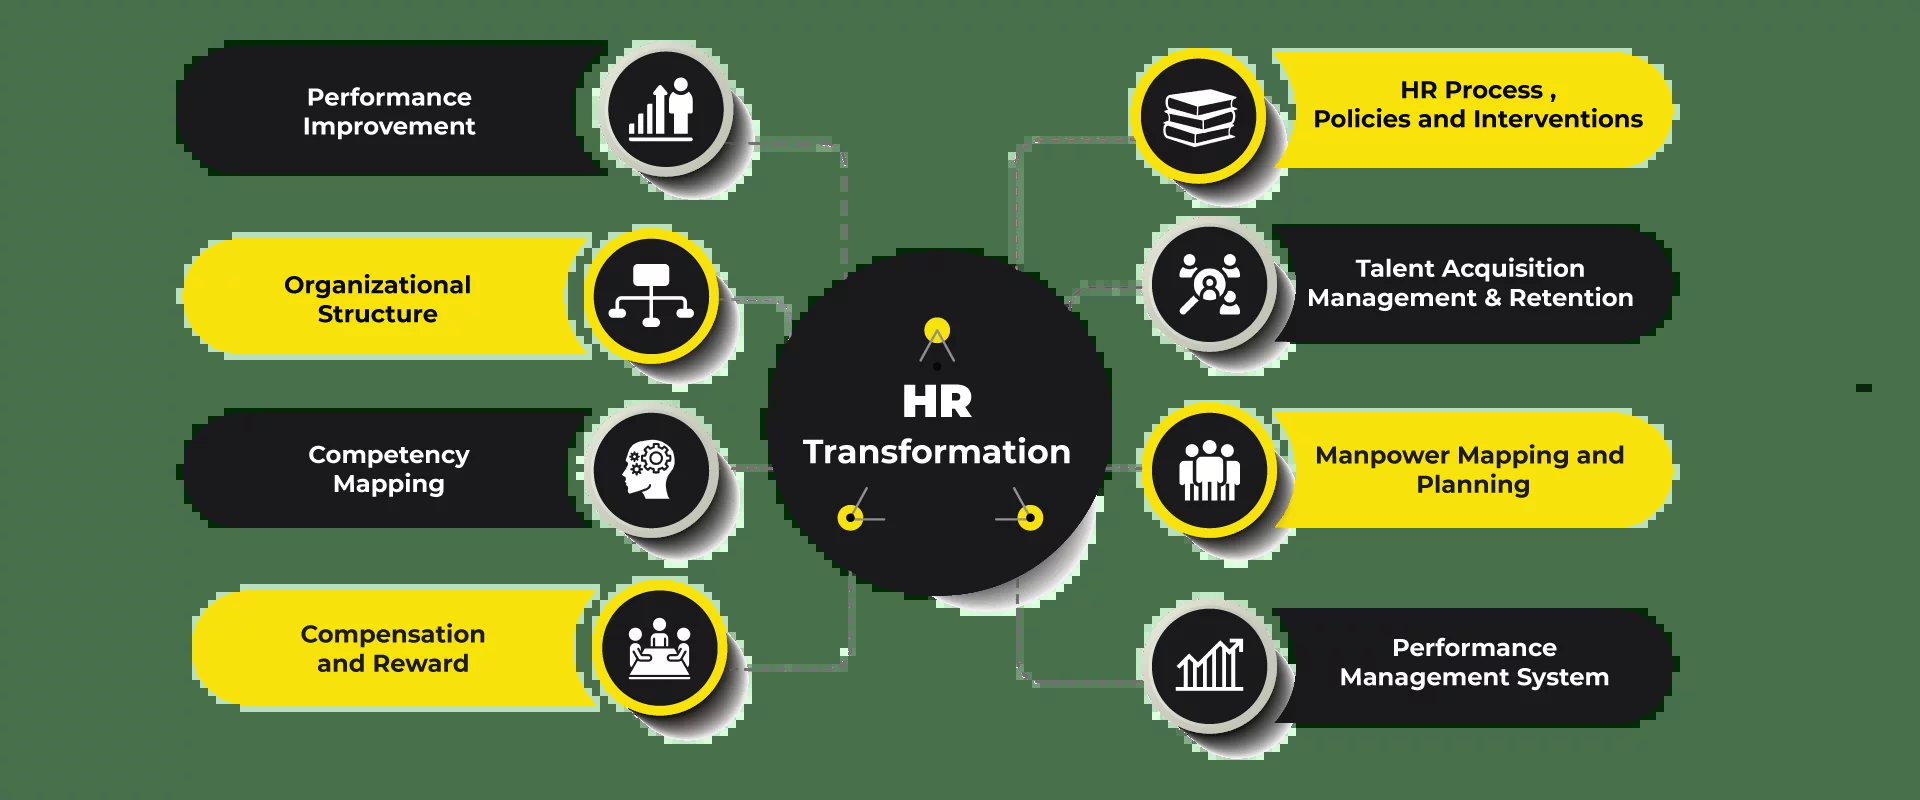 Performance
Improvement
Organizational
Structure
Competency
Mapping
Compensation
and Reward
HR
Transformation
HR Process ,
Policies and Interventions
Talent Acquisition
Management & Retention
Manpower Mapping and
Planning
Performance
Management System